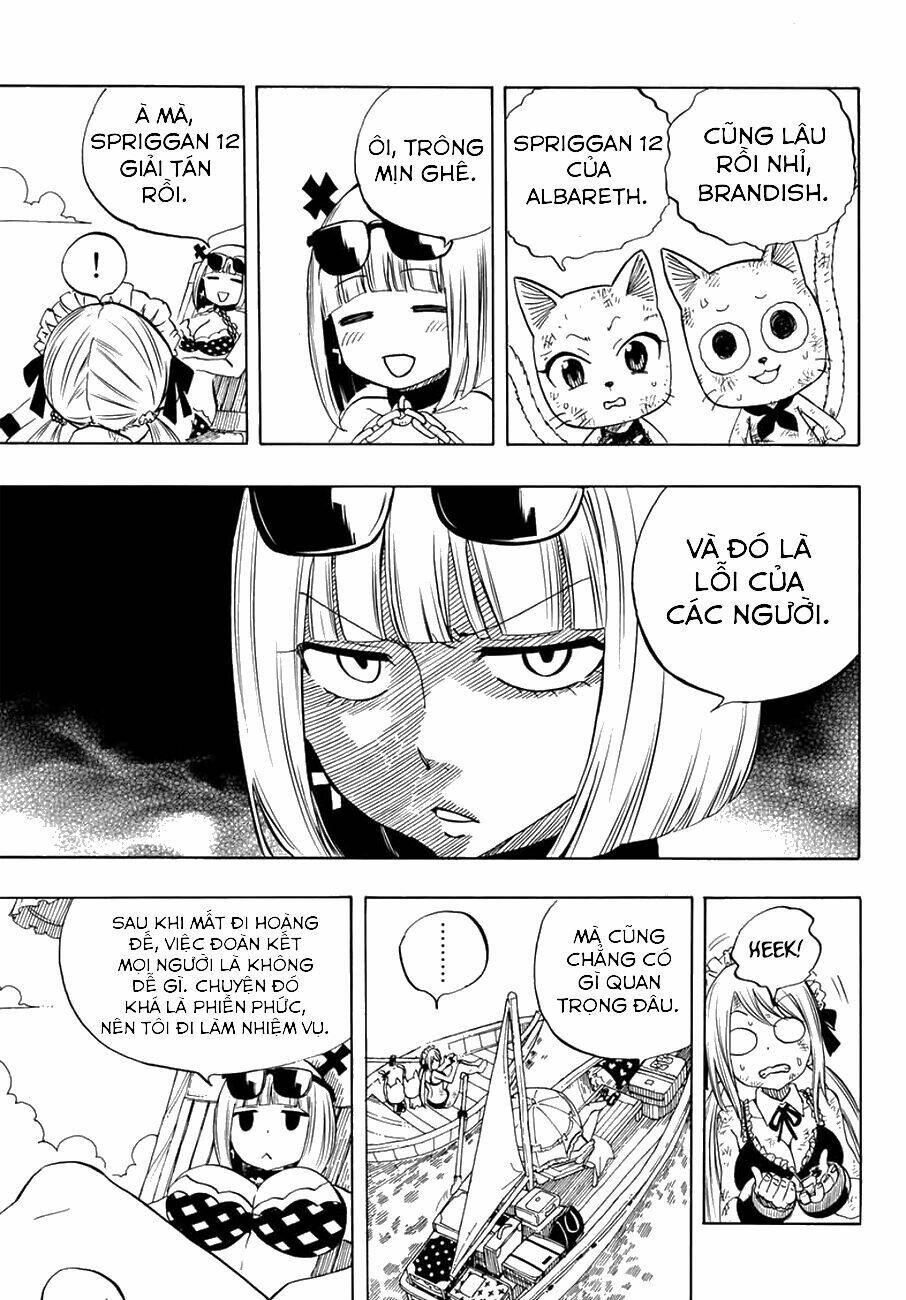 CŨNG LÂU
RỒI NHỈ,
BRANDISH.
SPRIGGAN 12
CỦA
ALBARETH.
ÔI, TRÔNG
MỊN GHÊ.
À MÀ,
SPRIGGAN 12
GIẢI TÁN
RỒI.
!
VÀ ĐÓ LÀ
LỖI CỦA
CÁC NGƯỜI.
HEEK!
MÀ CŨNG
CHẲNG CÓ
GÌ QUAN
TRỌNG ĐÂU.
........
SAU KHI MẤT ĐI HOÀNG
ĐẾ, VIỆC ĐOÀN KẾT
MỌI NGƯỜI LÀ KHÔNG
DỄ GÌ. CHUYỆN ĐÓ
KHÁ LÀ PHIỀN PHỨC,
NÊN TÔI ĐI LÀM NHIỆM VỤ.